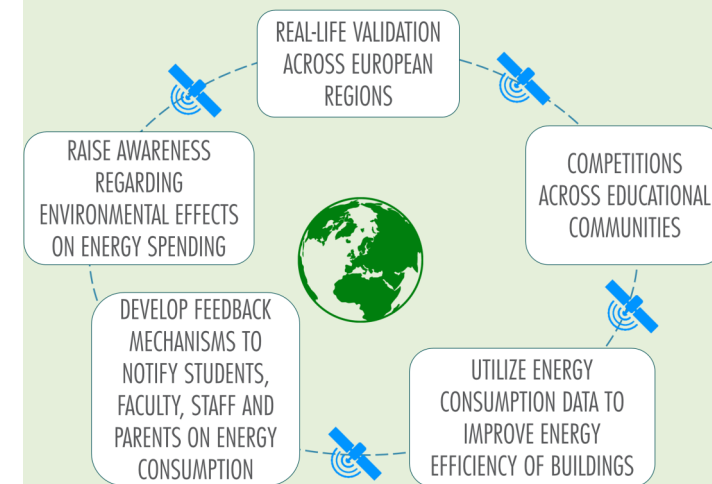 REAL-LIFE VALIDATION
ACROSS EUROPEAN
REGIONS
RAISE AWARENESS
REGARDING
ENVIRONMENTAL EFFECTS
ON ENERGY SPENDING
COMPETITIONS
ACROSS EDUCATIONAL
COMMUNITIES
DEVELOP FEEDBACK
MECHANISMS TO
NOTIFY STUDENTS,
FACULTY, STAFF AND
PARENTS ON ENERGY
CONSUMPTION
UTILIZE ENERGY
CONSUMPTION DATA TO
IMPROVE ENERGY
EFFICIENCY OF BUILDINGS